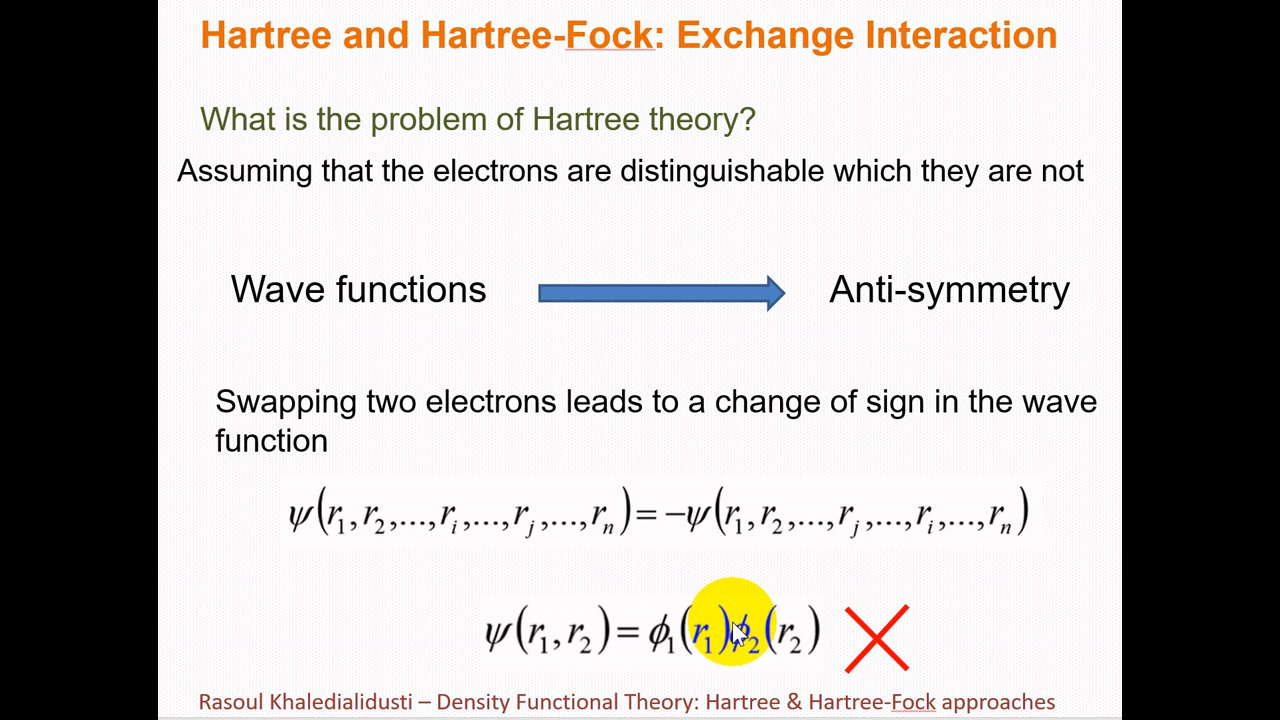 Hartree and Hartree-Fock: Exchange Interaction
What is the problem of Hartree theory?
Assuming that the electrons are distinguishable which they are not
Wave functions Anti-symmetry
Swapping two electrons leads to a change of sign in the wave
function
ψ(r₁,r₂,...,rᵢ,...,rⱼ,...,rₙ)=−ψ(r₁,r₂,...,rⱼ,...,rᵢ,...,rₙ)
ψ(r₁,r₂)=ϕ₁(r₁)ϕ₂(r₂)
Rasoul Khaledialidusti – Density Functional Theory: Hartree & Hartree-Fock approaches